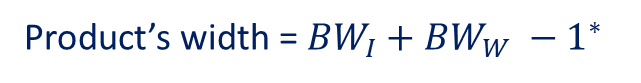 Product’s width = $BW_I + BW_W - 1^*$